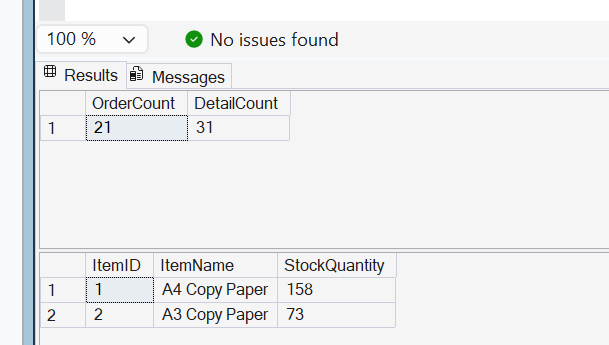 100 %
No issues found
Results Messages
OrderCount DetailCount
1 21 31
ItemID ItemName StockQuantity
1 1 A4 Copy Paper 158
2 2 A3 Copy Paper 73